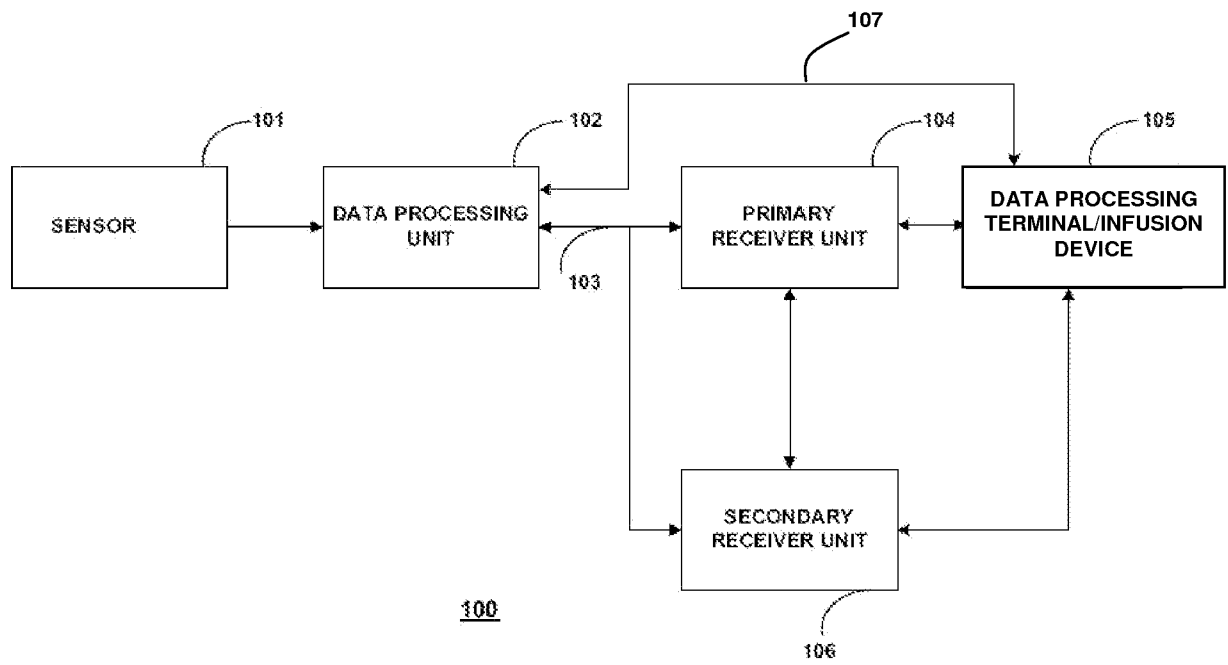 107
101
102
104
105
SENSOR
DATA PROCESSING
UNIT
PRIMARY
RECEIVER UNIT
DATA PROCESSING
TERMINAL/INFUSION
DEVICE
103
SECONDARY
RECEIVER UNIT
100
106